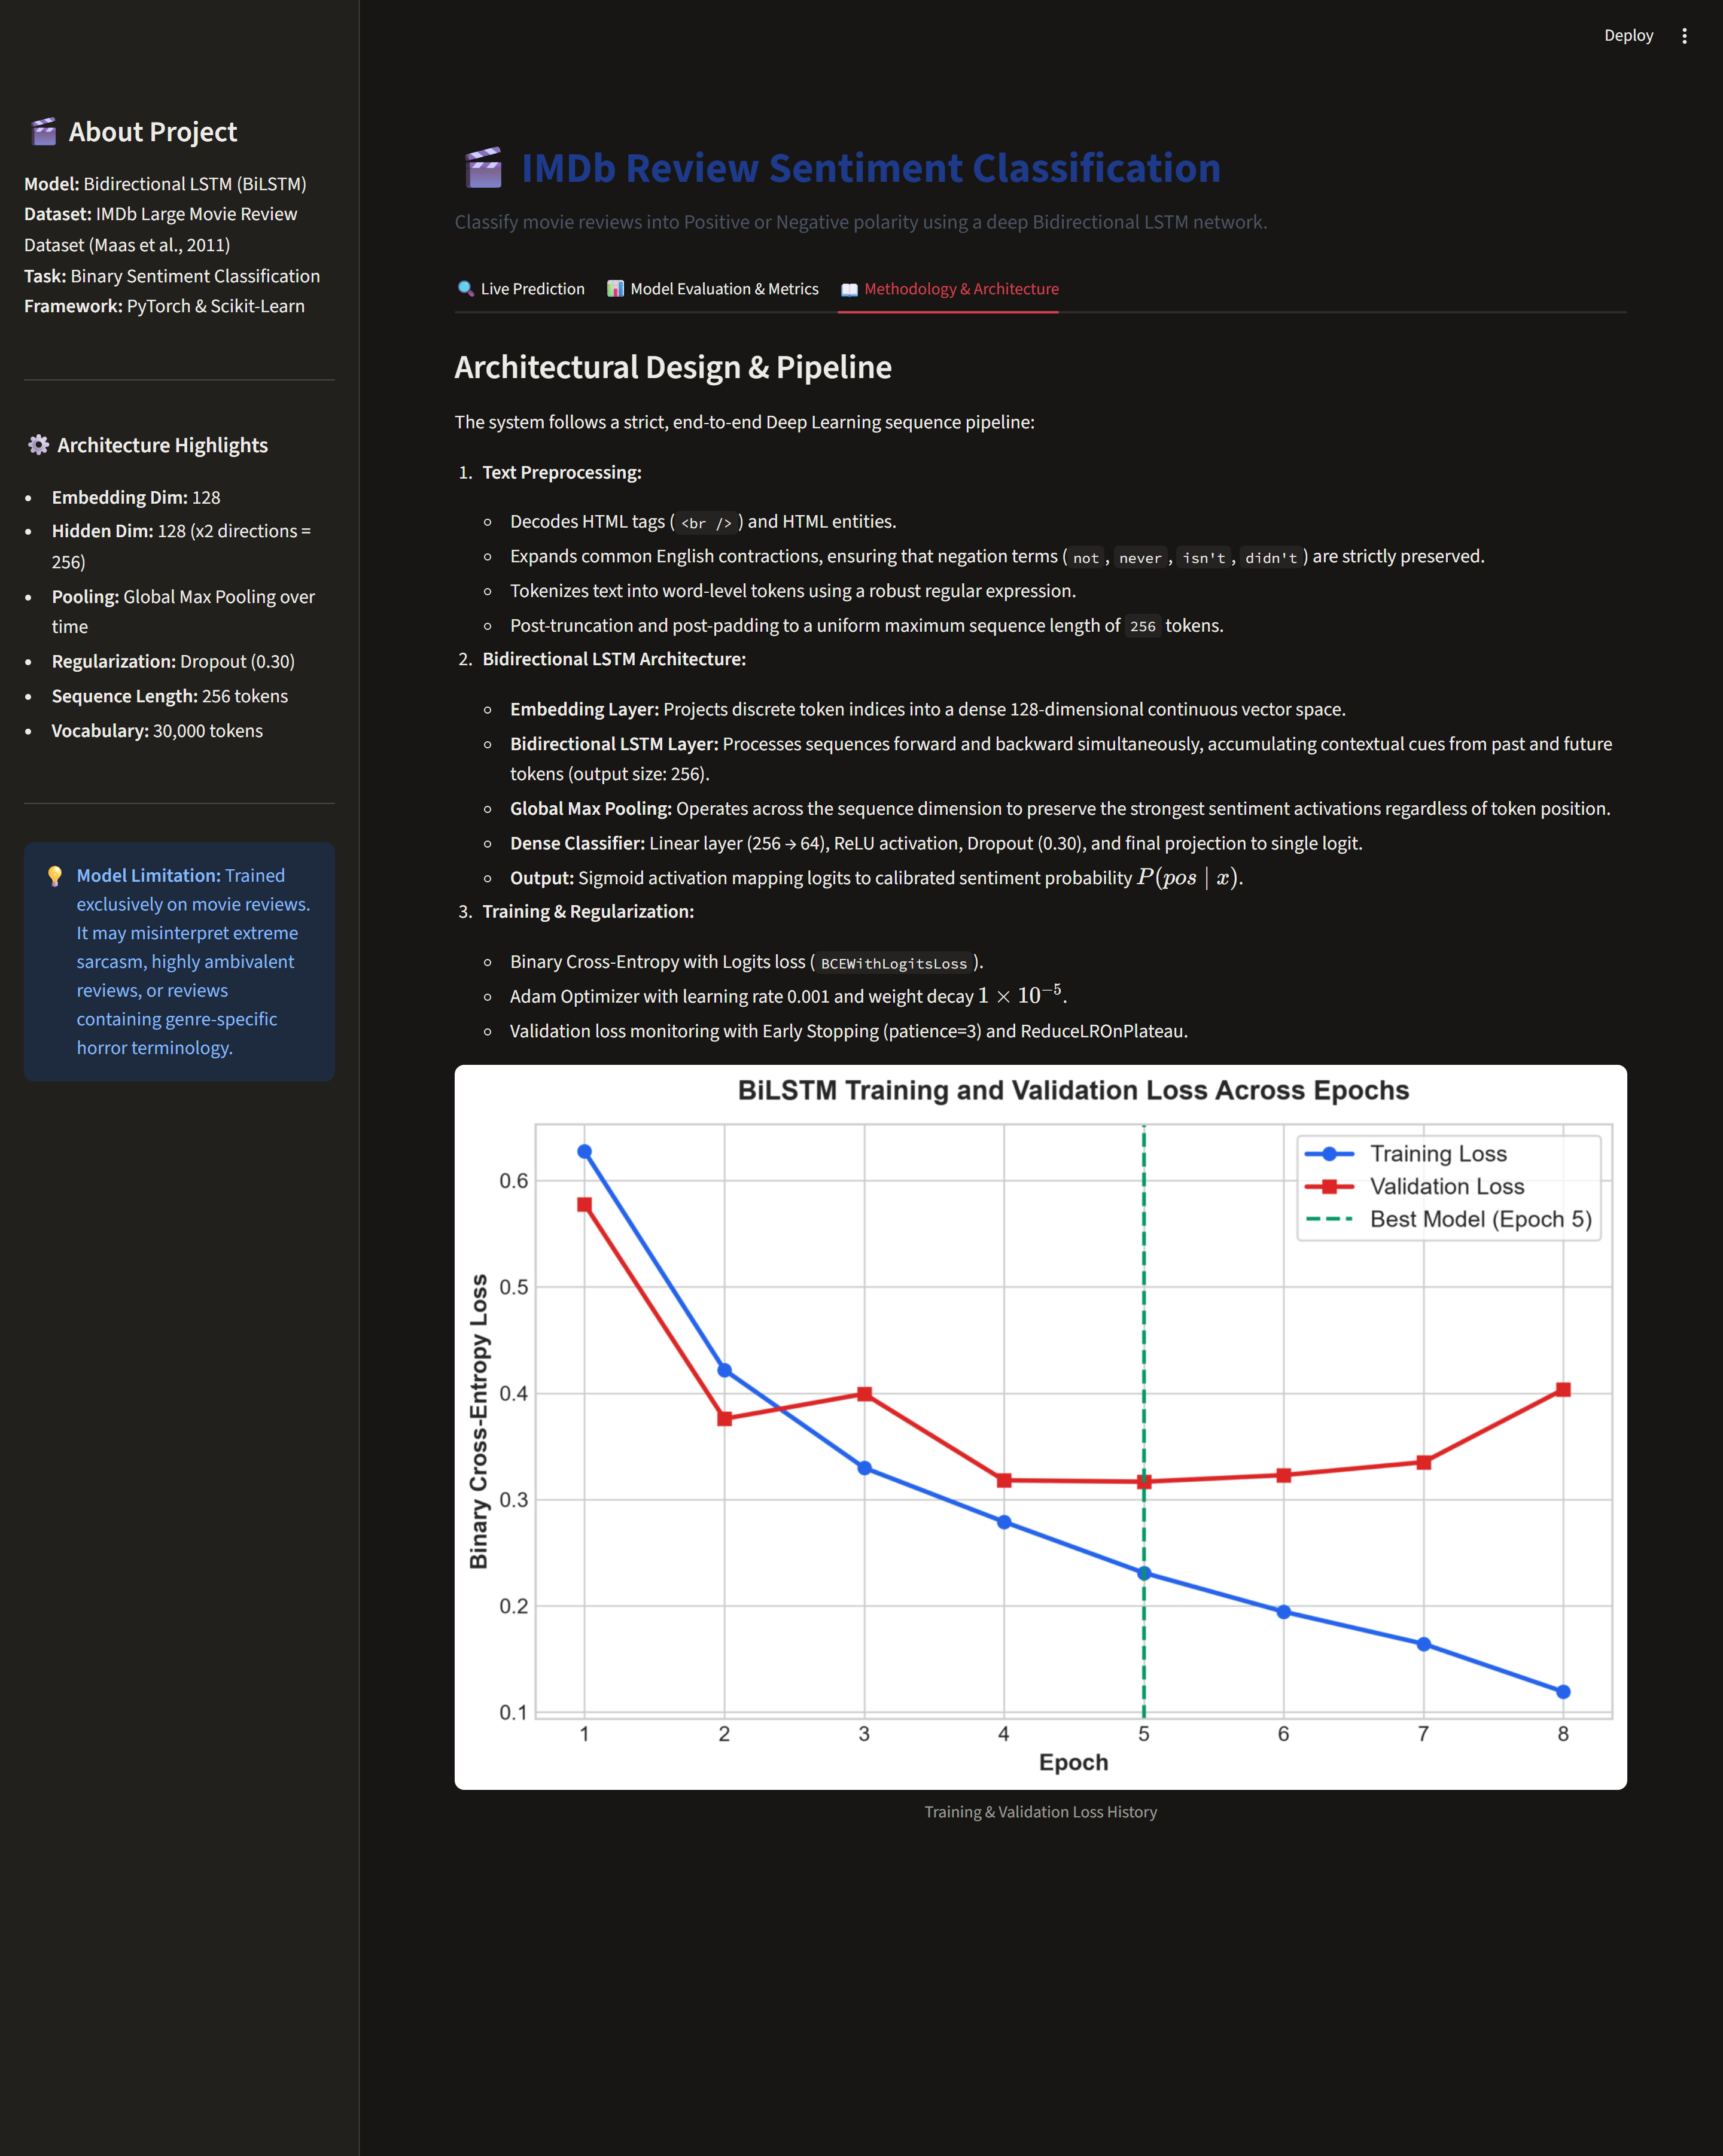 Deploy
About Project
Model: Bidirectional LSTM (BiLSTM)
Dataset: IMDb Large Movie Review
Dataset (Maas et al., 2011)
Task: Binary Sentiment Classification
Framework: PyTorch & Scikit-Learn
Architecture Highlights
• Embedding Dim: 128
• Hidden Dim: 128 (x2 directions =
256)
• Pooling: Global Max Pooling over
time
• Regularization: Dropout (0.30)
• Sequence Length: 256 tokens
• Vocabulary: 30,000 tokens
Model Limitation: Trained
exclusively on movie reviews.
It may misinterpret extreme
sarcasm, highly ambivalent
reviews, or reviews
containing genre-specific
horror terminology.
IMDb Review Sentiment Classification
Classify movie reviews into Positive or Negative polarity using a deep Bidirectional LSTM network.
Live Prediction
Model Evaluation & Metrics
Methodology & Architecture
Architectural Design & Pipeline
The system follows a strict, end-to-end Deep Learning sequence pipeline:
1. Text Preprocessing:
◦ Decodes HTML tags (<br />) and HTML entities.
◦ Expands common English contractions, ensuring that negation terms (not, never, isn't, didn't) are strictly preserved.
◦ Tokenizes text into word-level tokens using a robust regular expression.
◦ Post-truncation and post-padding to a uniform maximum sequence length of 256 tokens.
2. Bidirectional LSTM Architecture:
◦ Embedding Layer: Projects discrete token indices into a dense 128-dimensional continuous vector space.
◦ Bidirectional LSTM Layer: Processes sequences forward and backward simultaneously, accumulating contextual cues from past and future
tokens (output size: 256).
◦ Global Max Pooling: Operates across the sequence dimension to preserve the strongest sentiment activations regardless of token position.
◦ Dense Classifier: Linear layer (256 → 64), ReLU activation, Dropout (0.30), and final projection to single logit.
◦ Output: Sigmoid activation mapping logits to calibrated sentiment probability P(pos | x).
3. Training & Regularization:
◦ Binary Cross-Entropy with Logits loss (BCEWithLogitsLoss).
◦ Adam Optimizer with learning rate 0.001 and weight decay 1 × 10⁻⁵.
◦ Validation loss monitoring with Early Stopping (patience=3) and ReduceLROnPlateau.
BiLSTM Training and Validation Loss Across Epochs
Training Loss
Validation Loss
Best Model (Epoch 5)
Binary Cross-Entropy Loss
0.6
0.5
0.4
0.3
0.2
0.1
1 2 3 4 5 6 7 8
Epoch
Training & Validation Loss History